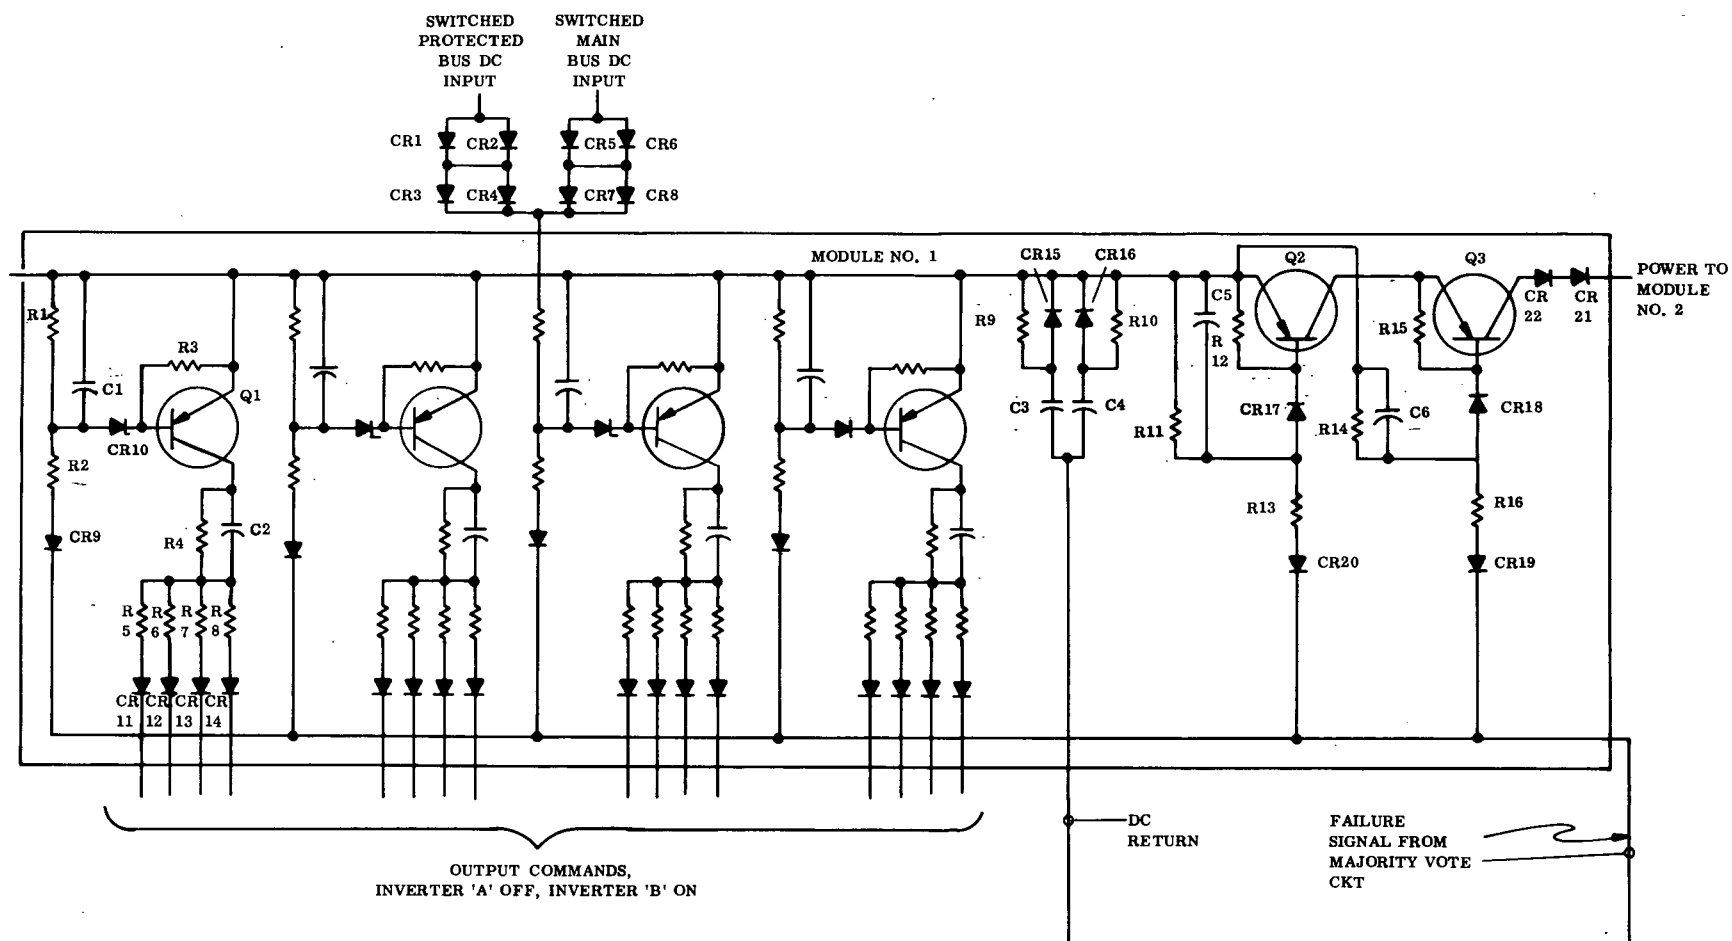 SWITCHED
PROTECTED
BUS DC
INPUT
SWITCHED
MAIN
BUS DC
INPUT
CR1
CR2
CR5
CR6
CR3
CR4
CR7
CR8
MODULE NO. 1
CR15
CR16
Q2
Q3
POWER TO
MODULE
NO. 2
CR
22
CR
21
R1
R3
C1
Q1
R9
R10
C5
R
12
R15
CR10
R2
C3
C4
R11
CR17
R14
C6
CR18
CR9
R4
C2
R13
R16
CR20
CR19
R
5
R
6
R
7
R
8
CR
11
CR
12
CR
13
CR
14
DC
RETURN
FAILURE
SIGNAL FROM
MAJORITY VOTE
CKT
OUTPUT COMMANDS,
INVERTER 'A' OFF, INVERTER 'B' ON